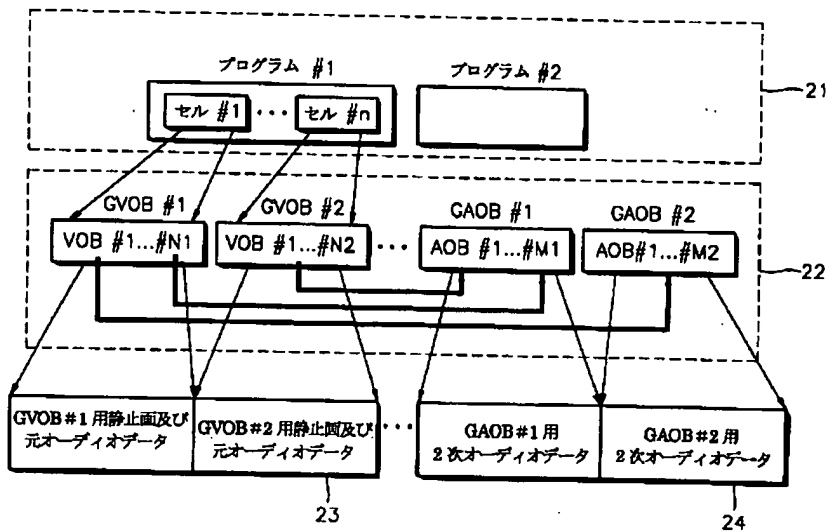 プログラム #1
プログラム #2
セル #1 ··· セル #n
21
GVOB #1
GVOB #2
GAOB #1
GAOB #2
VOB #1...#N1
VOB #1...#N2
···
AOB #1...#M1
AOB#1...#M2
22
GVOB#1用静止画及び
元オーディオデータ
GVOB#2用静止画及び
元オーディオデータ
···
GAOB#1用
2次オーディオデータ
GAOB#2用
2次オーディオデータ
23
24